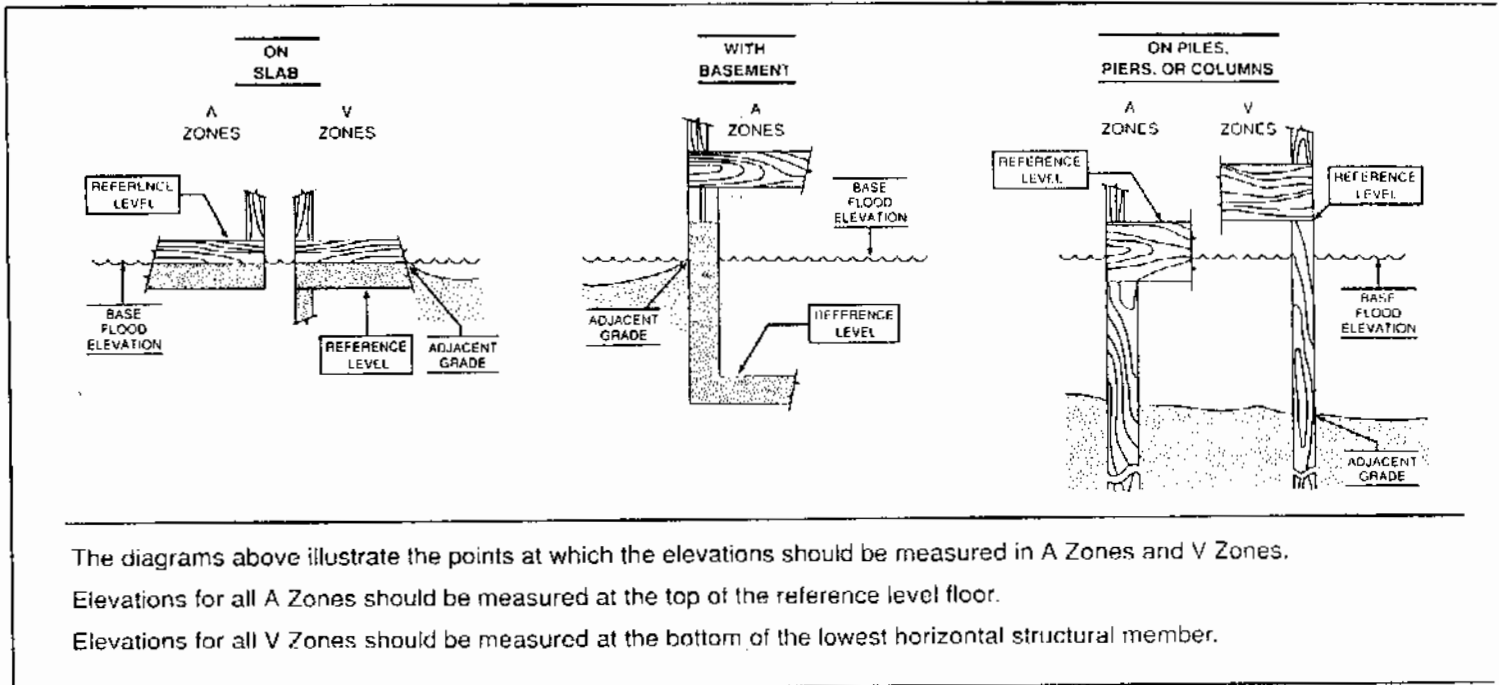 ON
SLAB
A
ZONES
V
ZONES
REFERENCE
LEVEL
BASE
FLOOD
ELEVATION
REFERENCE
LEVEL
ADJACENT
GRADE
WITH
BASEMENT
A
ZONES
BASE
FLOOD
ELEVATION
ADJACENT
GRADE
REFERENCE
LEVEL
ON PILES,
PIERS, OR COLUMNS
A
ZONES
V
ZONES
REFERENCE
LEVEL
REFERENCE
LEVEL
BASE
FLOOD
ELEVATION
ADJACENT
GRADE
The diagrams above illustrate the points at which the elevations should be measured in A Zones and V Zones.
Elevations for all A Zones should be measured at the top of the reference level floor.
Elevations for all V Zones should be measured at the bottom of the lowest horizontal structural member.